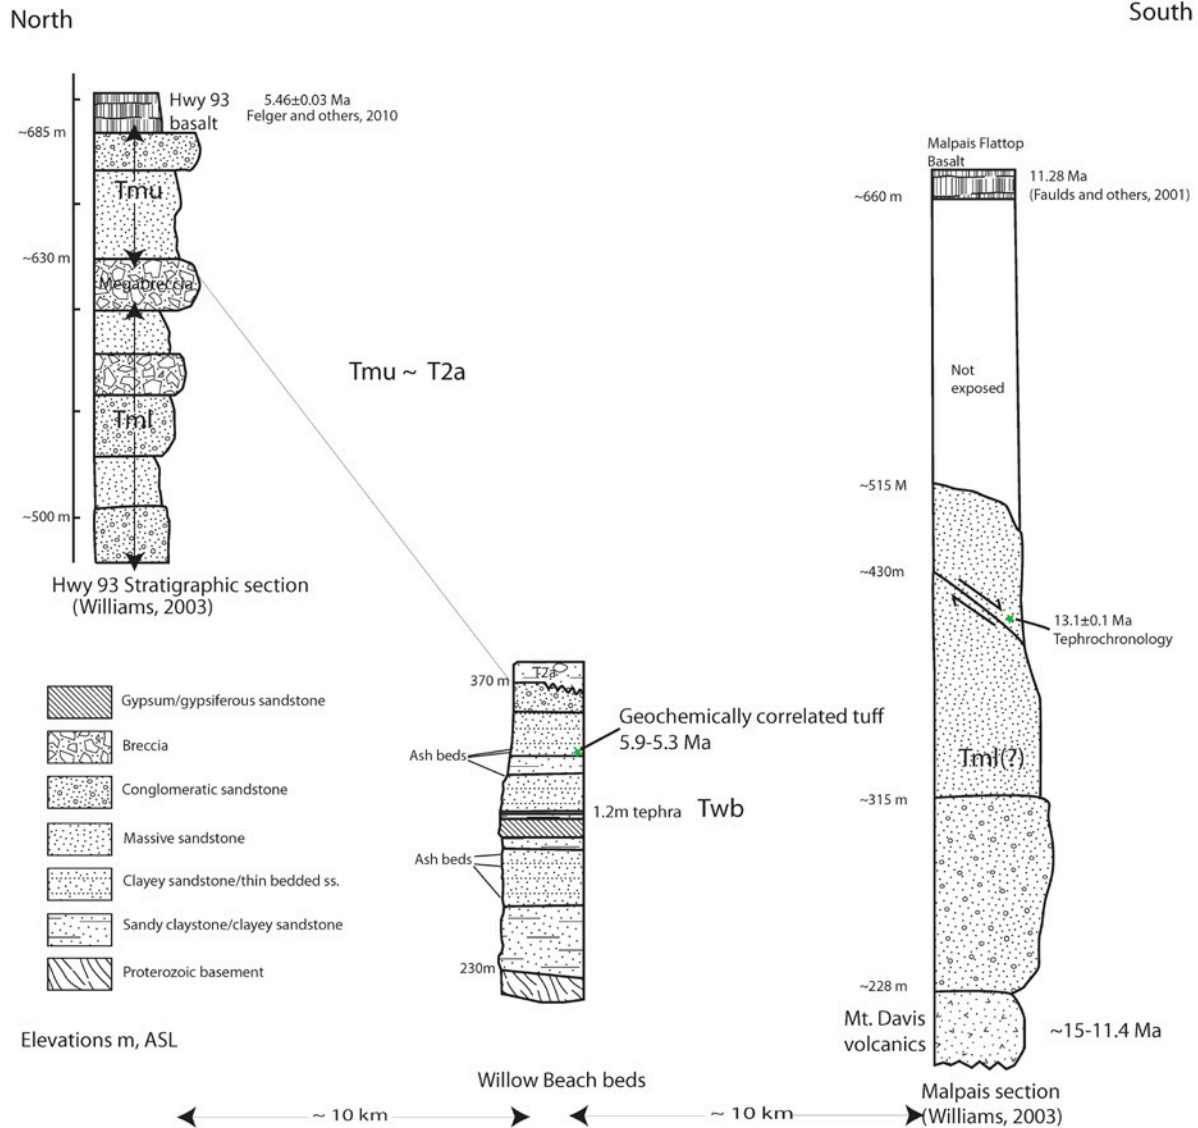 North
South
Hwy 93
basalt
5.46±0.03 Ma
Felger and others, 2010
~685 m
Tmu
~630 m
Megabreccia
Tml
~500 m
Hwy 93 Stratigraphic section
(Williams, 2003)
Tmu ~ T2a
Malpais Flattop
Basalt
11.28 Ma
(Faulds and others, 2001)
~660 m
Not
exposed
~515 M
~430m
13.1±0.1 Ma
Tephrochronology
Tml(?)
~315 m
~228 m
Mt. Davis
volcanics
~15-11.4 Ma
Malpais section
(Williams, 2003)
T2a
370 m
Geochemically correlated tuff
5.9-5.3 Ma
Ash beds
1.2m tephra
Twb
Ash beds
230m
Willow Beach beds
Gypsum/gypsiferous sandstone
Breccia
Conglomeratic sandstone
Massive sandstone
Clayey sandstone/thin bedded ss.
Sandy claystone/clayey sandstone
Proterozoic basement
Elevations m, ASL
~ 10 km
~ 10 km